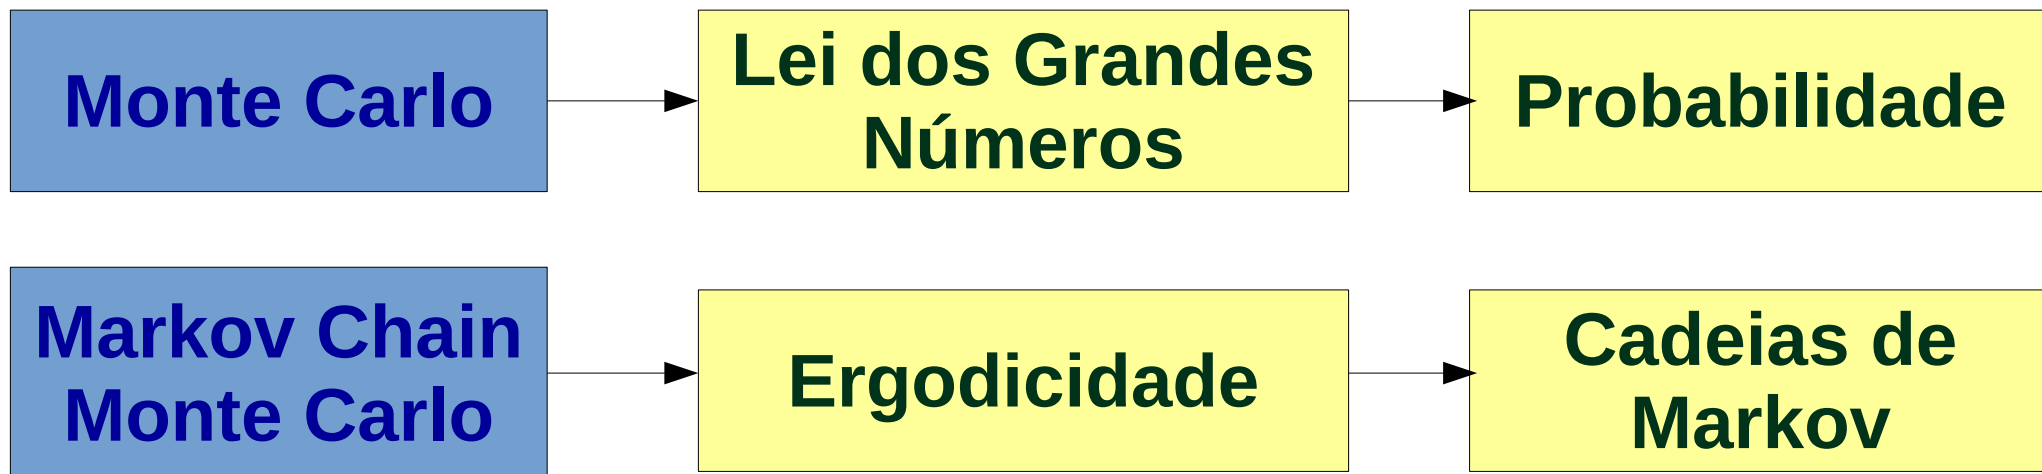 Monte Carlo
Lei dos Grandes
Números
Probabilidade
Markov Chain
Monte Carlo
Ergodicidade
Cadeias de
Markov